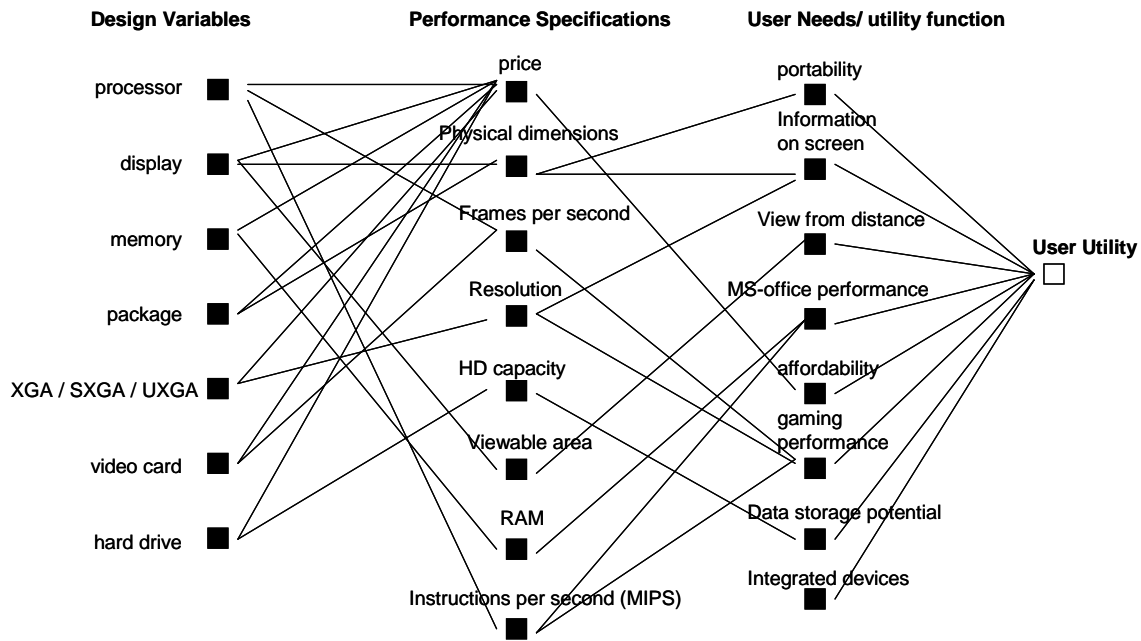 Design Variables
Performance Specifications
User Needs/ utility function
processor
display
memory
package
XGA / SXGA / UXGA
video card
hard drive
price
Physical dimensions
Frames per second
Resolution
HD capacity
Viewable area
RAM
Instructions per second (MIPS)
portability
Information
on screen
View from distance
MS-office performance
affordability
gaming
performance
Data storage potential
Integrated devices
User Utility